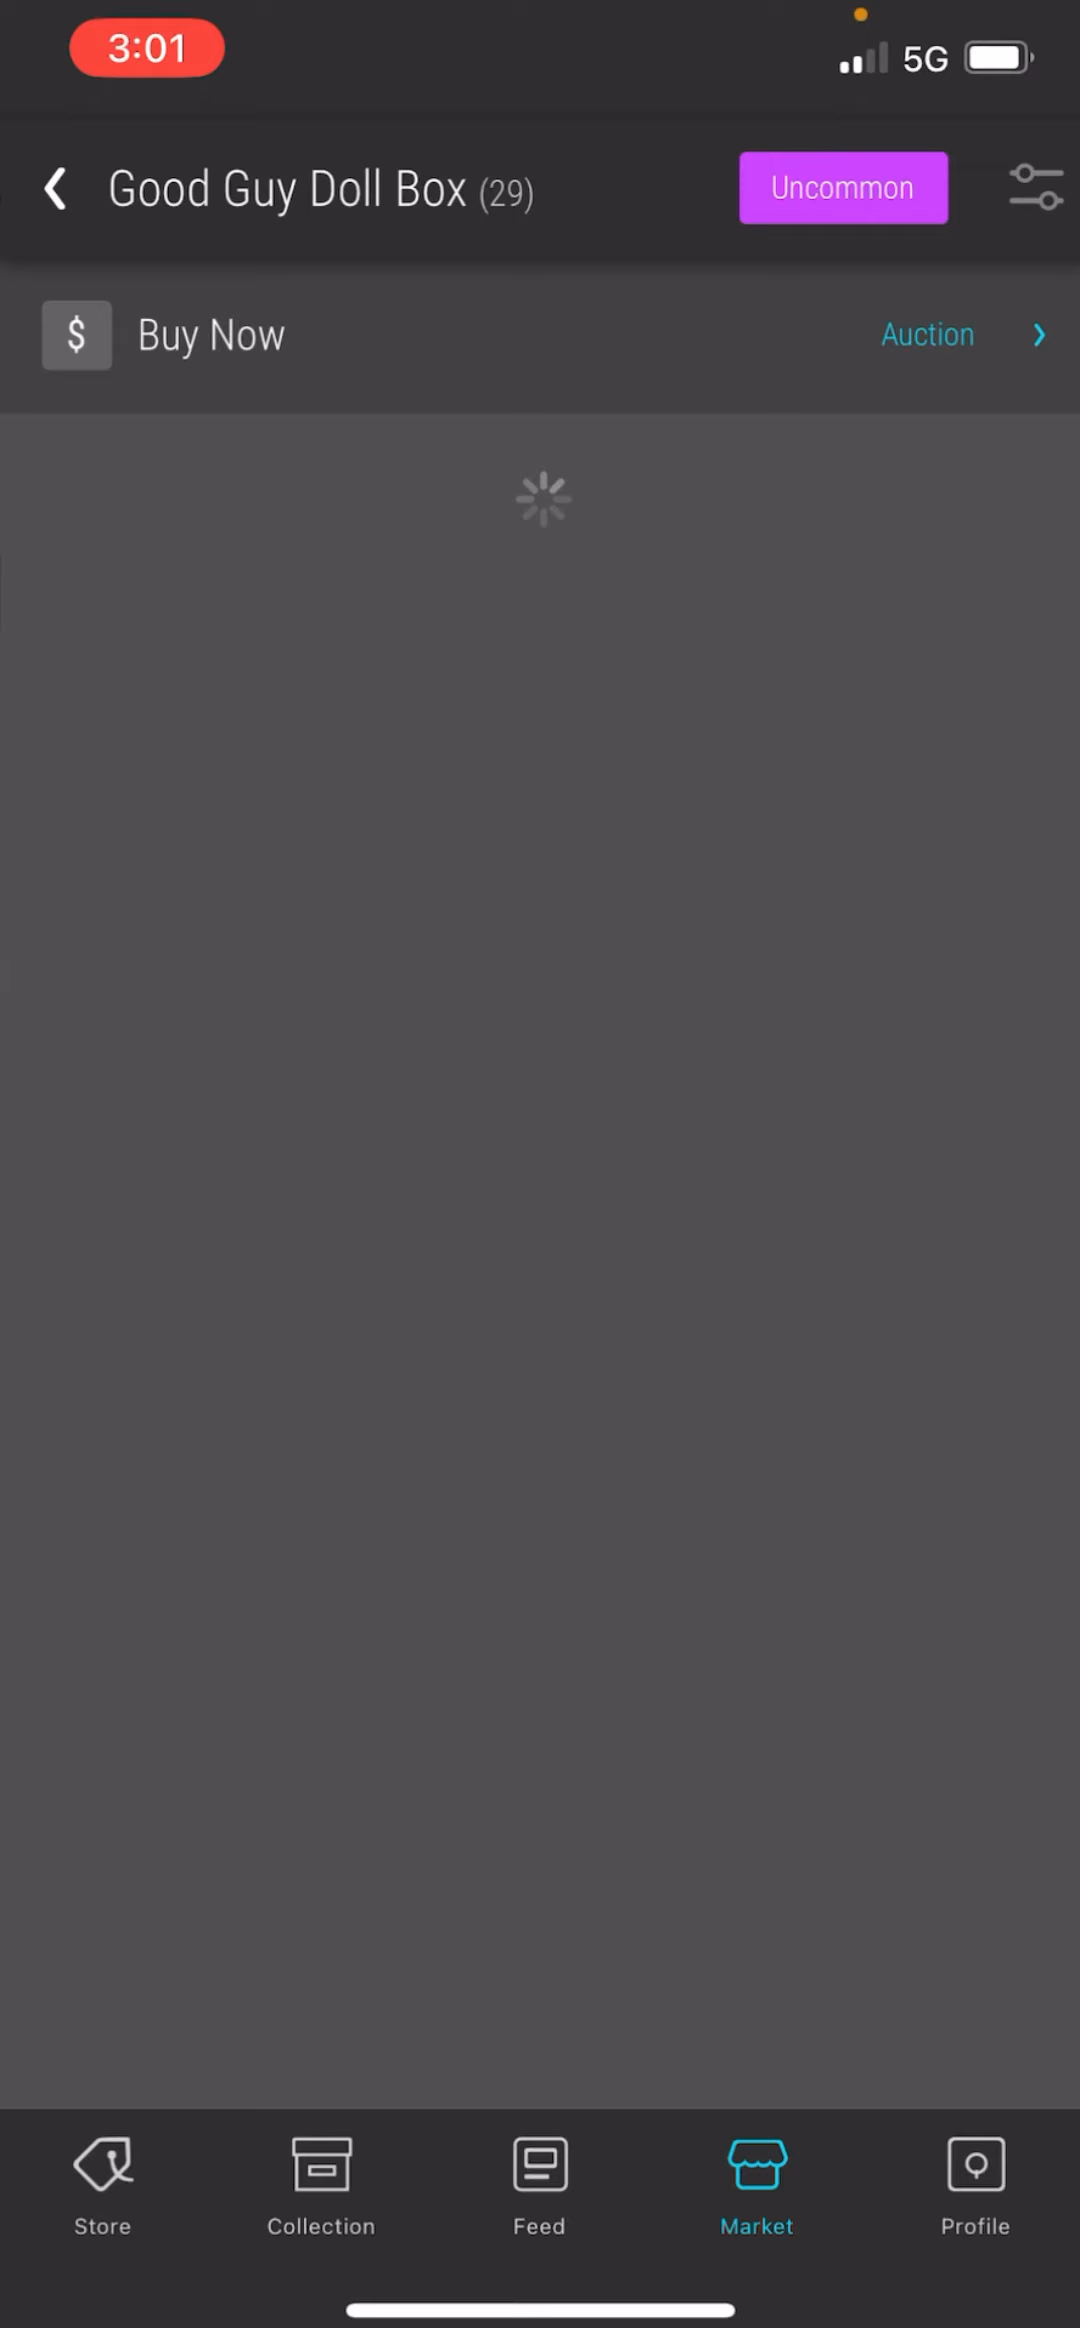 3:01
5G
Good Guy Doll Box (29)
Uncommon
$ Buy Now
Auction
Store
Collection
Feed
Market
Profile